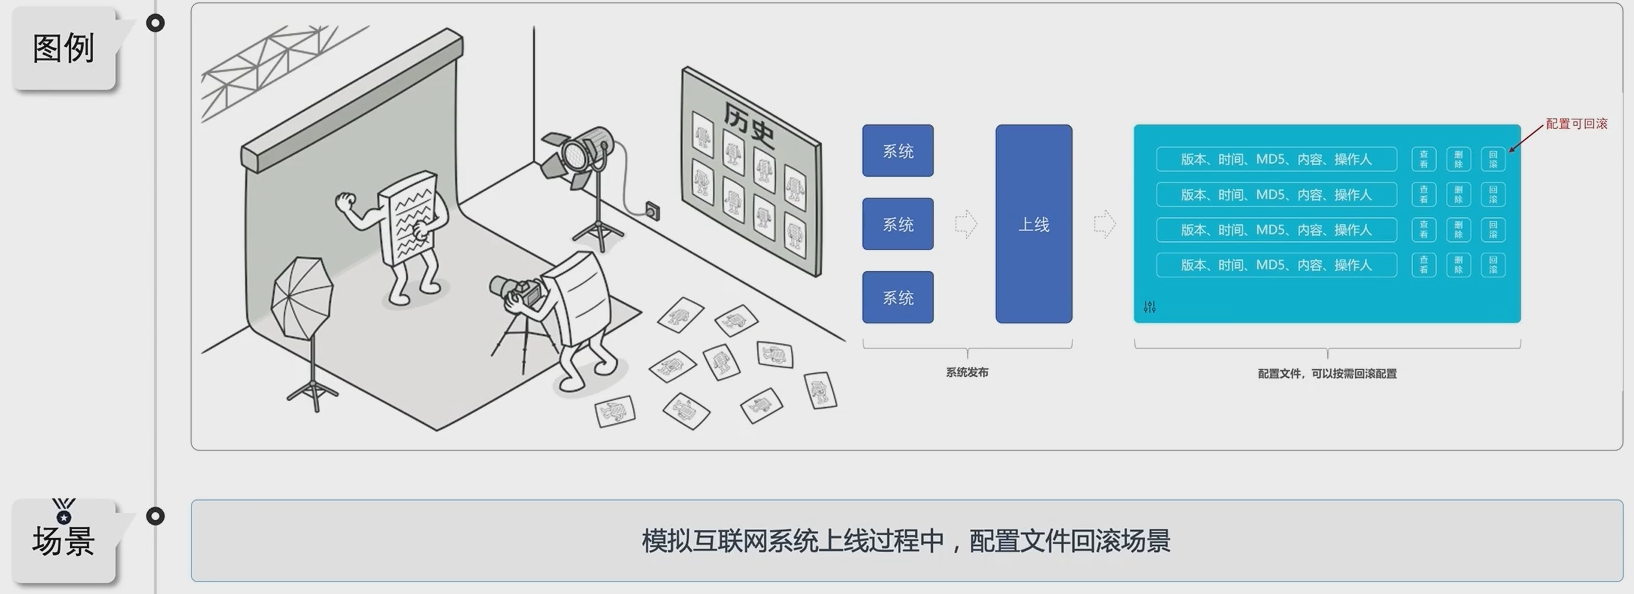 图例
历史
系统
系统
系统
上线
系统发布
版本、时间、MD5、内容、操作人
查看
删除
回滚
版本、时间、MD5、内容、操作人
查看
删除
回滚
版本、时间、MD5、内容、操作人
查看
删除
回滚
版本、时间、MD5、内容、操作人
查看
删除
回滚
配置可回滚
配置文件，可以按需回滚配置
场景
模拟互联网系统上线过程中，配置文件回滚场景